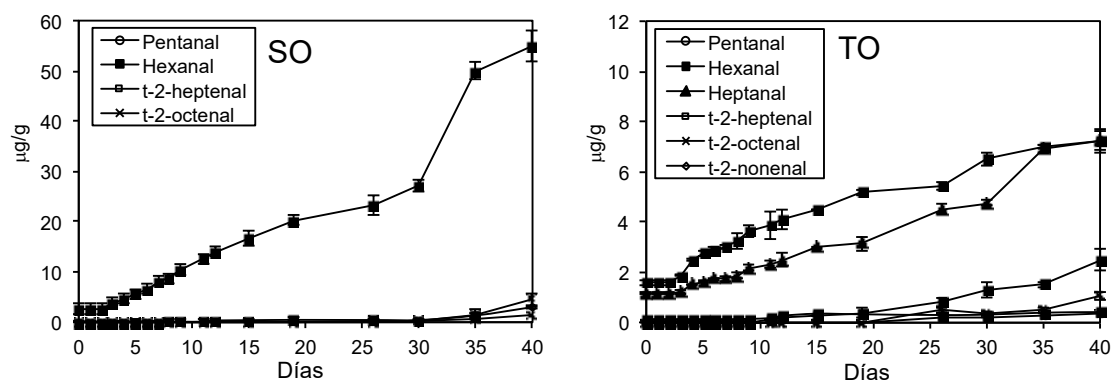 SO
Pentanal
Hexanal
t-2-heptenal
t-2-octenal
µg/g
60
50
40
30
20
10
0
0 5 10 15 20 25 30 35 40
Días
TO
Pentanal
Hexanal
Heptanal
t-2-heptenal
t-2-octenal
t-2-nonenal
µg/g
12
10
8
6
4
2
0
0 5 10 15 20 25 30 35 40
Días